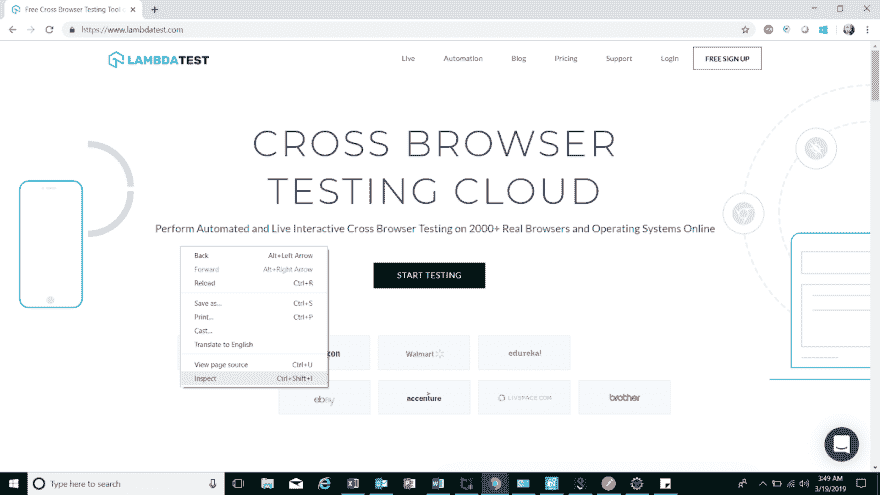 Free Cross Browser Testing Tool
https://www.lambdatest.com
LAMBDATEST
Live
Automation
Blog
Pricing
Support
Login
FREE SIGN UP
CROSS BROWSER
TESTING CLOUD
Perform Automated and Live Interactive Cross Browser Testing on 2000+ Real Browsers and Operating Systems Online
START TESTING
Back Alt+Left Arrow
Forward Alt+Right Arrow
Reload Ctrl+R
Save as... Ctrl+S
Print... Ctrl+P
Cast...
Translate to English
View page source Ctrl+U
Inspect Ctrl+Shift+I
Walmart
edureka!
ebay
accenture
LIVSPACE.COM
brother
Type here to search
3:49 AM
3/19/2019